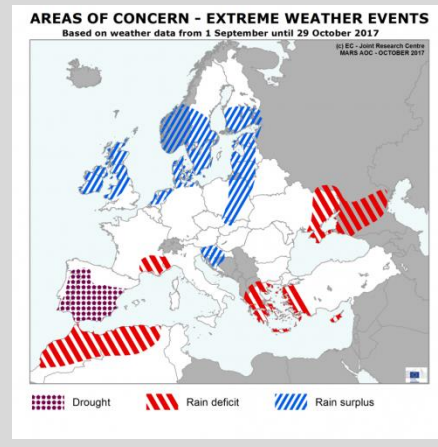 AREAS OF CONCERN - EXTREME WEATHER EVENTS
Based on weather data from 1 September until 29 October 2017
(c) EC - Joint Research Centre
MARS AOC - OCTOBER 2017
Drought
Rain deficit
Rain surplus